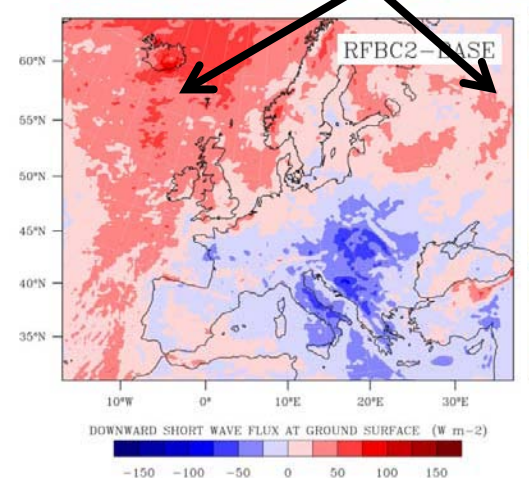 RFBC2-BASE
60°N
55°N
50°N
45°N
40°N
35°N
10°W 0° 10°E 20°E 30°E
DOWNWARD SHORT WAVE FLUX AT GROUND SURFACE (W m-2)
-150 -100 -50 0 50 100 150